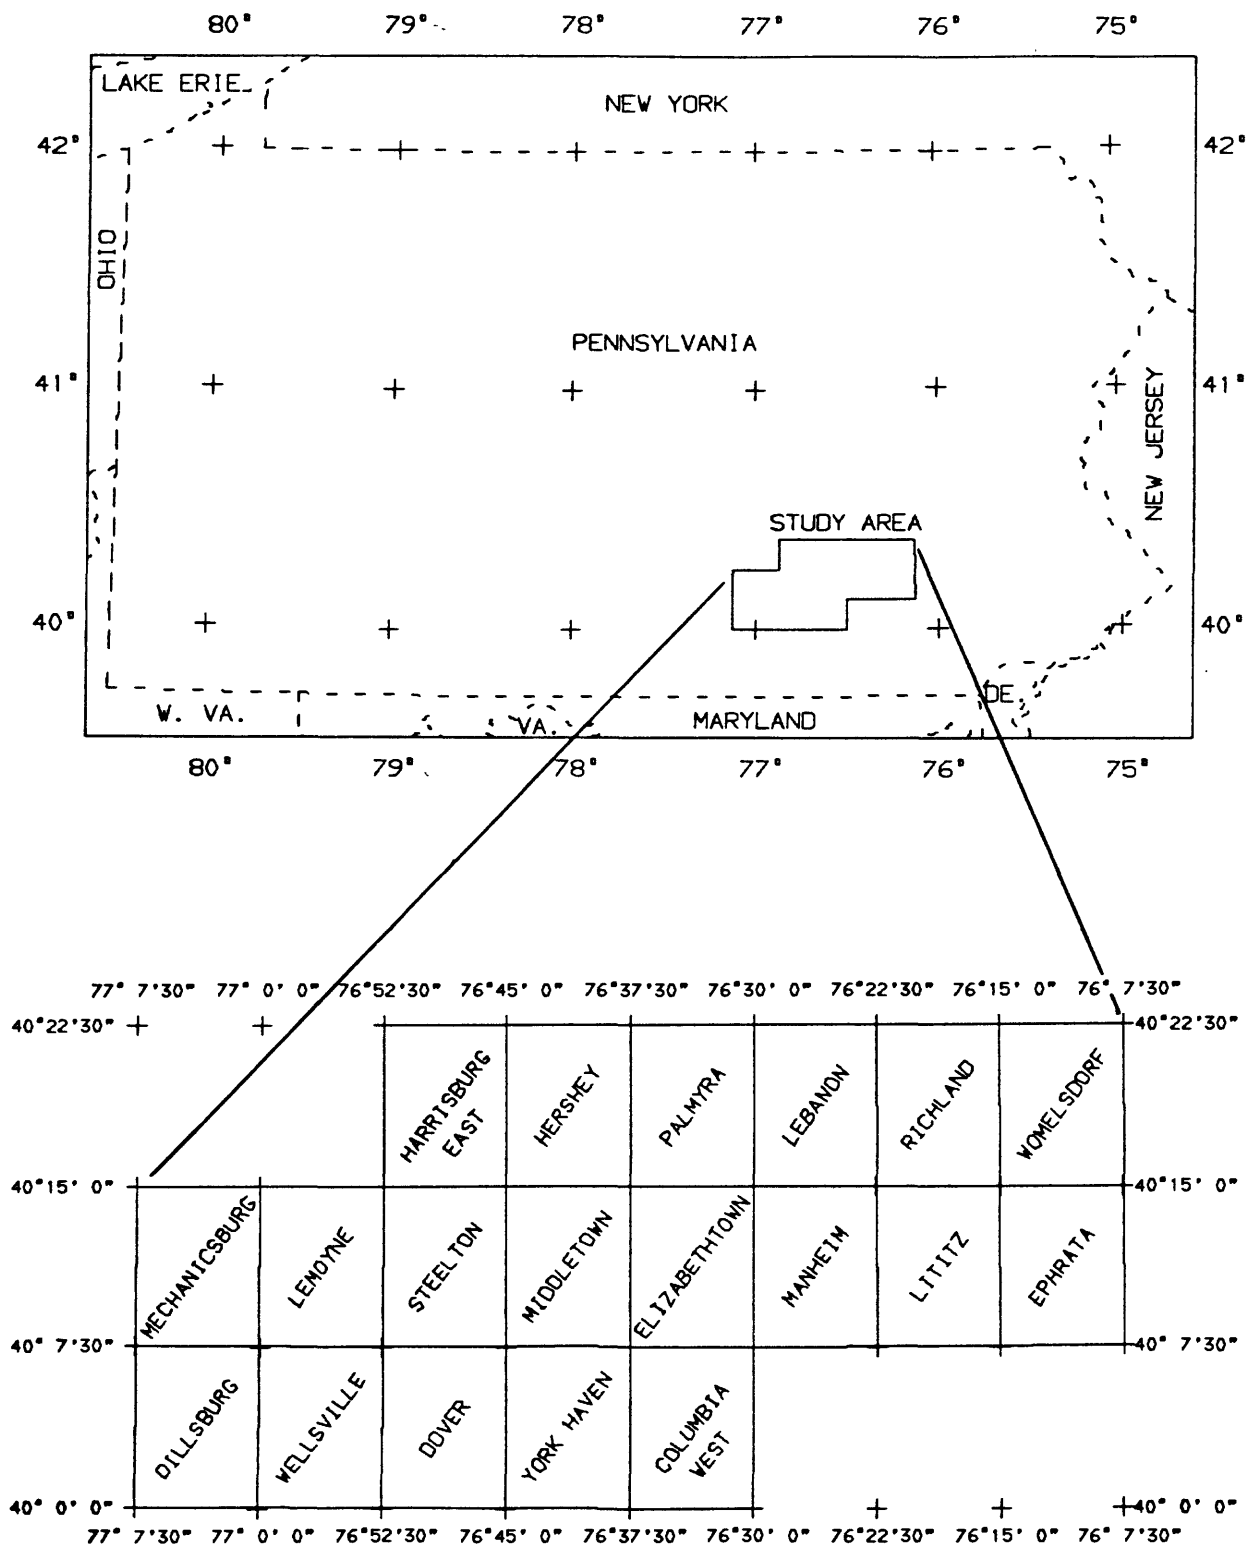 80° 79° 78° 77° 76° 75°
LAKE ERIE
NEW YORK
42° 42°
OHIO
PENNSYLVANIA
41° 41°
NEW JERSEY
STUDY AREA
40° 40°
DE.
W. VA. VA. MARYLAND
80° 79° 78° 77° 76° 75°
77° 7'30" 77° 0' 0" 76°52'30" 76°45' 0" 76°37'30" 76°30' 0" 76°22'30" 76°15' 0" 76° 7'30"
40°22'30" 40°22'30"
HARRISBURG
EAST
HERSHEY
PALMYRA
LEBANON
RICHLAND
WOMELSDORF
40°15' 0" 40°15' 0"
MECHANICSBURG
LEMOYNE
STEELTON
MIDDLETOWN
ELIZABETHTOWN
MANHEIM
LITITZ
EPHRATA
40° 7'30" 40° 7'30"
DILLSBURG
WELLSVILLE
DOVER
YORK HAVEN
COLUMBIA
WEST
40° 0' 0" 40° 0' 0"
77° 7'30" 77° 0' 0" 76°52'30" 76°45' 0" 76°37'30" 76°30' 0" 76°22'30" 76°15' 0" 76° 7'30"